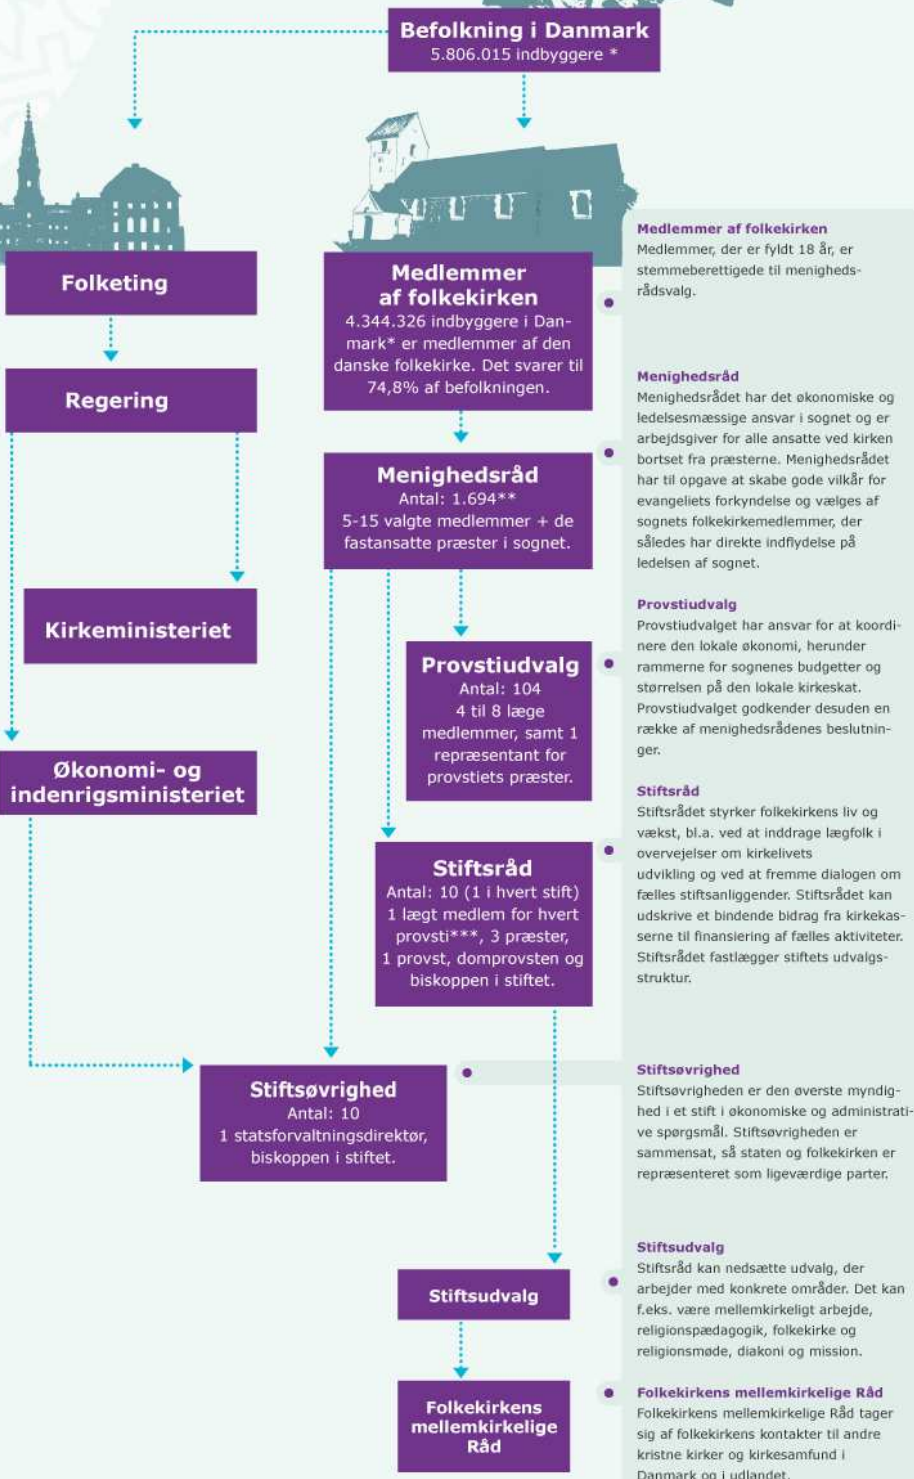 Befolkning i Danmark
5.806.015 indbyggere *
Folketing
Regering
Kirkeministeriet
Økonomi- og
indenrigsministeriet
Medlemmer
af folkekirken
4.344.326 indbyggere i Dan-
mark* er medlemmer af den
danske folkekirke. Det svarer til
74,8% af befolkningen.
Menighedsråd
Antal: 1.694**
5-15 valgte medlemmer + de
fastansatte præster i sognet.
Provstiudvalg
Antal: 104
4 til 8 læge
medlemmer, samt 1
repræsentant for
provstiets præster.
Stiftsråd
Antal: 10 (1 i hvert stift)
1 lægt medlem for hvert
provsti***, 3 præster,
1 provst, domprovsten og
biskoppen i stiftet.
Stiftsøvrighed
Antal: 10
1 statsforvaltningsdirektør,
biskoppen i stiftet.
Stiftsudvalg
Folkekirkens
mellemkirkelige
Råd
Medlemmer af folkekirken
Medlemmer, der er fyldt 18 år, er
stemmeberettigede til menigheds-
rådsvalg.
Menighedsråd
Menighedsrådet har det økonomiske og
ledelsesmæssige ansvar i sognet og er
arbejdsgiver for alle ansatte ved kirken
bortset fra præsterne. Menighedsrådet
har til opgave at skabe gode vilkår for
evangeliets forkyndelse og vælges af
sognets folkekirkemedlemmer, der
således har direkte indflydelse på
ledelsen af sognet.
Provstiudvalg
Provstiudvalget har ansvar for at koordi-
nere den lokale økonomi, herunder
rammerne for sognenes budgetter og
størrelsen på den lokale kirkeskat.
Provstiudvalget godkender desuden en
række af menighedsrådenes beslutnin-
ger.
Stiftsråd
Stiftsrådet styrker folkekirkens liv og
vækst, bl.a. ved at inddrage lægfolk i
overvejelser om kirkelivets
udvikling og ved at fremme dialogen om
fælles stiftsanliggender. Stiftsrådet kan
udskrive et bindende bidrag fra kirkekas-
serne til finansiering af fælles aktiviteter.
Stiftsrådet fastlægger stiftets udvalgs-
struktur.
Stiftsøvrighed
Stiftsøvrigheden er den øverste myndig-
hed i et stift i økonomiske og administrati-
ve spørgsmål. Stiftsøvrigheden er
sammensat, så staten og folkekirken er
repræsenteret som ligeværdige parter.
Stiftsudvalg
Stiftsråd kan nedsætte udvalg, der
arbejder med konkrete områder. Det kan
f.eks. være mellemkirkeligt arbejde,
religionspædagogik, folkekirke og
religionsmøde, diakoni og mission.
Folkekirkens mellemkirkelige Råd
Folkekirkens mellemkirkelige Råd tager
sig af folkekirkens kontakter til andre
kristne kirker og kirkesamfund i
Danmark og i udlandet.